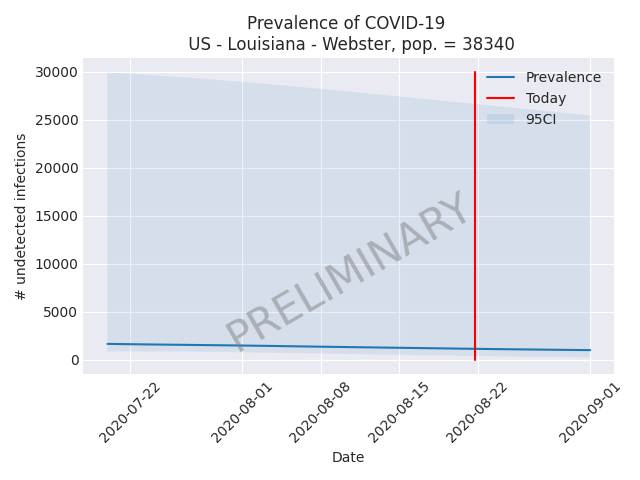 Prevalence of COVID-19
US - Louisiana - Webster, pop. = 38340
30000
25000
20000
15000
10000
5000
0
# undetected infections
Prevalence
Today
95CI
PRELIMINARY
2020-07-22
2020-08-01
2020-08-08
2020-08-15
2020-08-22
2020-09-01
Date